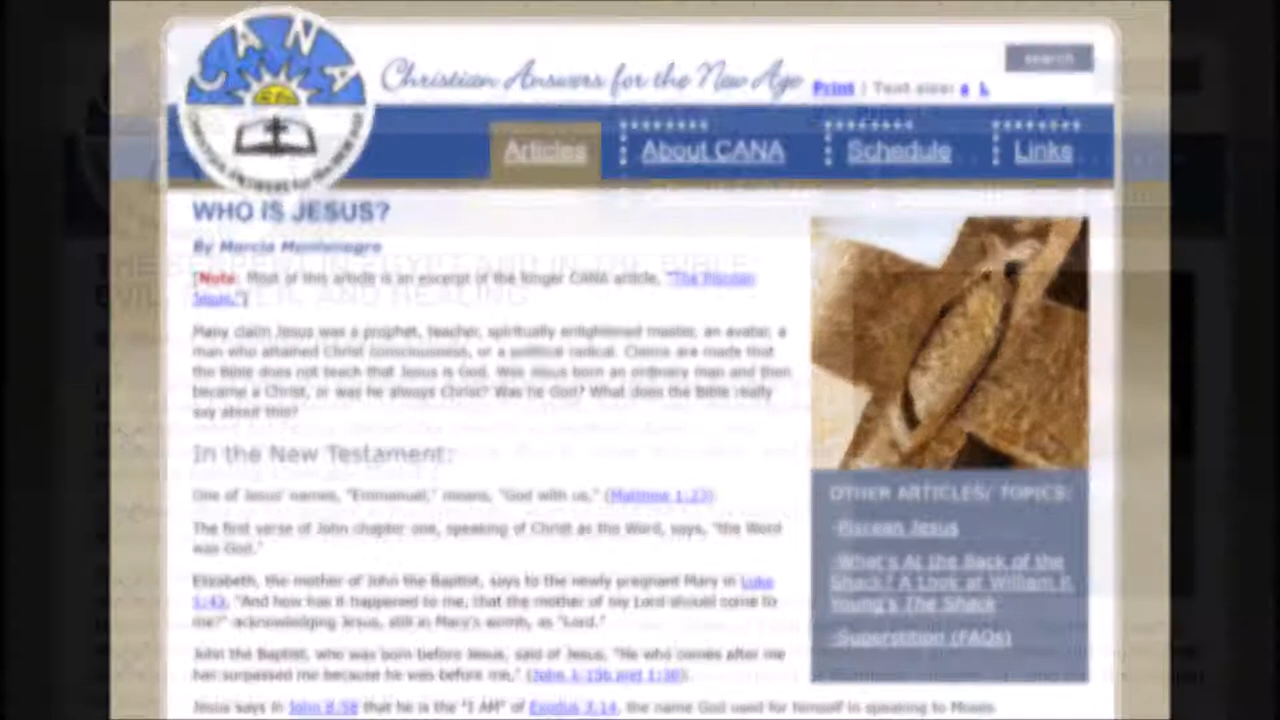 CANA
Christian Answers for the New Age
search
Print | Text size: s L
Articles
About CANA
Schedule
Links
WHO IS JESUS?
By Marcia Montenegro
[Note: Most of this article is an excerpt of the longer CANA article, "The Piscean
Jesus."]
Many claim Jesus was a prophet, teacher, spiritually enlightened master, an avatar, a
man who attained Christ consciousness, or a political radical. Claims are made that
the Bible does not teach that Jesus is God. Was Jesus born an ordinary man and then
became a Christ, or was he always Christ? Was he God? What does the Bible really
say about this?
In the New Testament:
One of Jesus' names, "Emmanuel," means, "God with us," (Matthew 1:23)
The first verse of John chapter one, speaking of Christ as the Word, says, "the Word
was God."
Elizabeth, the mother of John the Baptist, says to the newly pregnant Mary in Luke
1:43, "And how has it happened to me, that the mother of my Lord should come to
me?" acknowledging Jesus, still in Mary's womb, as "Lord."
John the Baptist, who was born before Jesus, said of Jesus, "He who comes after me
has surpassed me because he was before me," (John 1:15b and 1:30).
Jesus says in John 8:58 that he is the "I AM" of Exodus 3:14, the name God used for himself in speaking to Moses
OTHER ARTICLES/ TOPICS:
·Piscean Jesus
·What's At the Back of the
Shack? A Look at William P.
Young's The Shack
·Superstition (FAQs)
THE SERPENT IN EGYPT AND IN THE BIBLE:
EVIL, AND HEALING